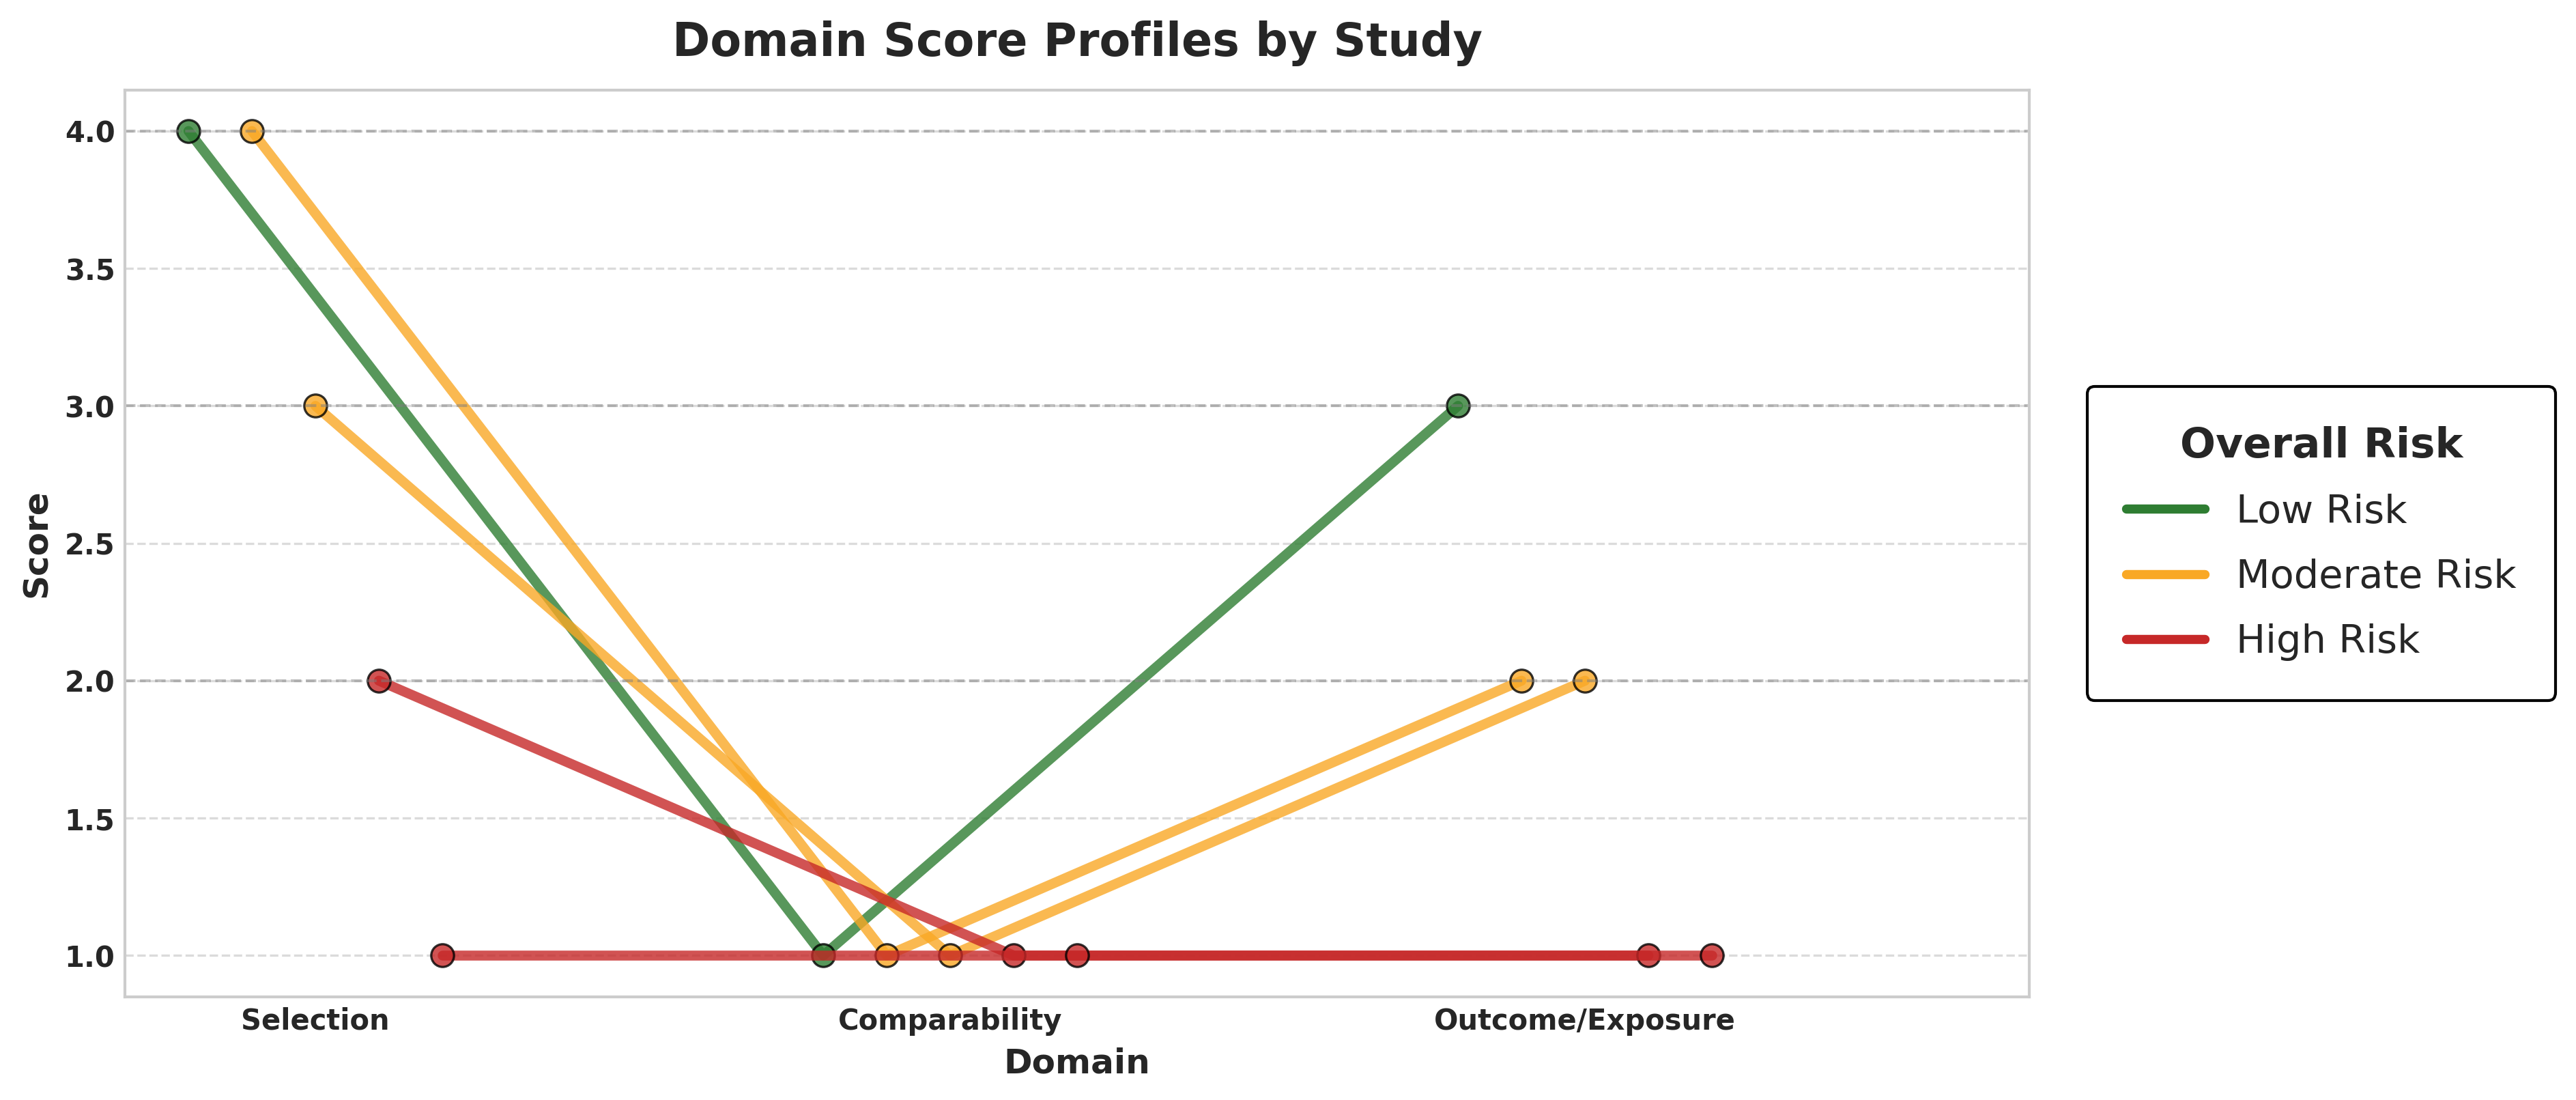 Domain Score Profiles by Study
4.0
3.5
3.0
2.5
2.0
1.5
1.0
Score
Selection
Comparability
Outcome/Exposure
Domain
Overall Risk
Low Risk
Moderate Risk
High Risk